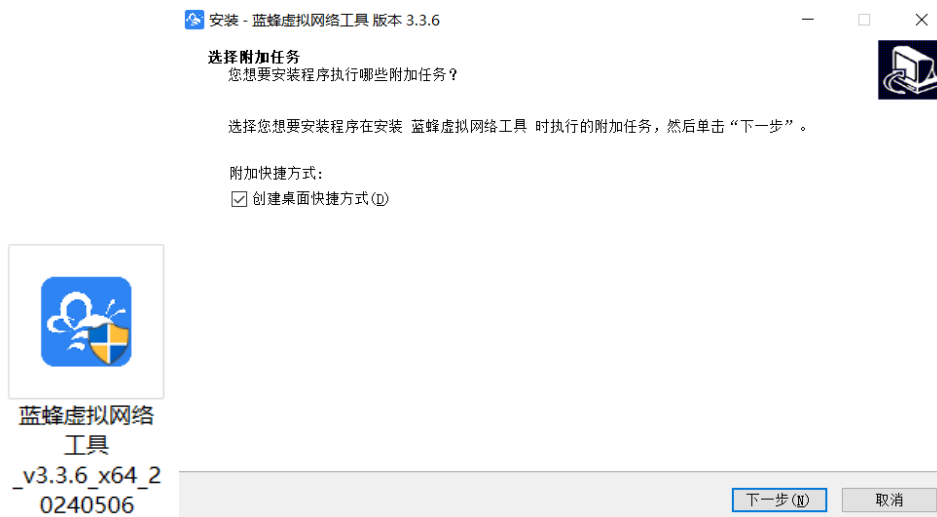 安装 - 蓝蜂虚拟网络工具 版本 3.3.6
选择附加任务
您想要安装程序执行哪些附加任务？
选择您想要安装程序在安装 蓝蜂虚拟网络工具 时执行的附加任务，然后单击“下一步”。
附加快捷方式:
创建桌面快捷方式(D)
蓝蜂虚拟网络
工具
_v3.3.6_x64_2
0240506
下一步(N)
取消